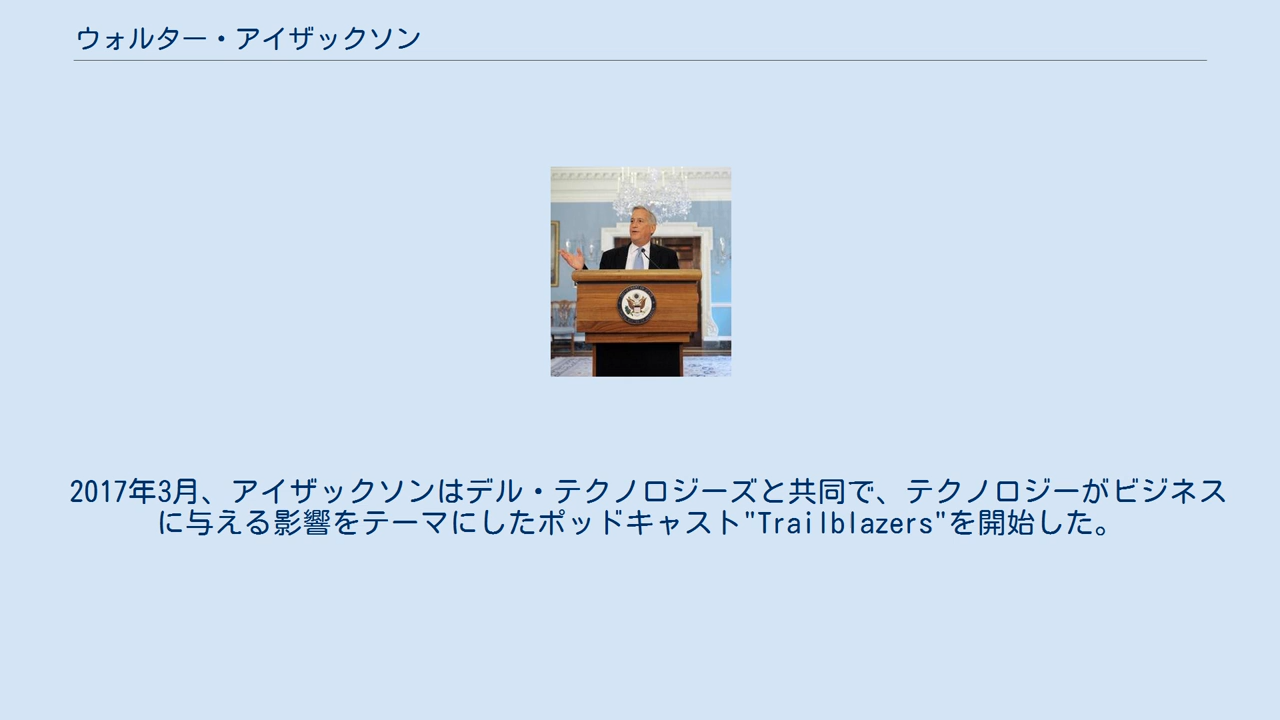 ウォルター・アイザックソン
2017年3月、アイザックソンはデル・テクノロジーズと共同で、テクノロジーがビジネス
に与える影響をテーマにしたポッドキャスト"Trailblazers"を開始した。